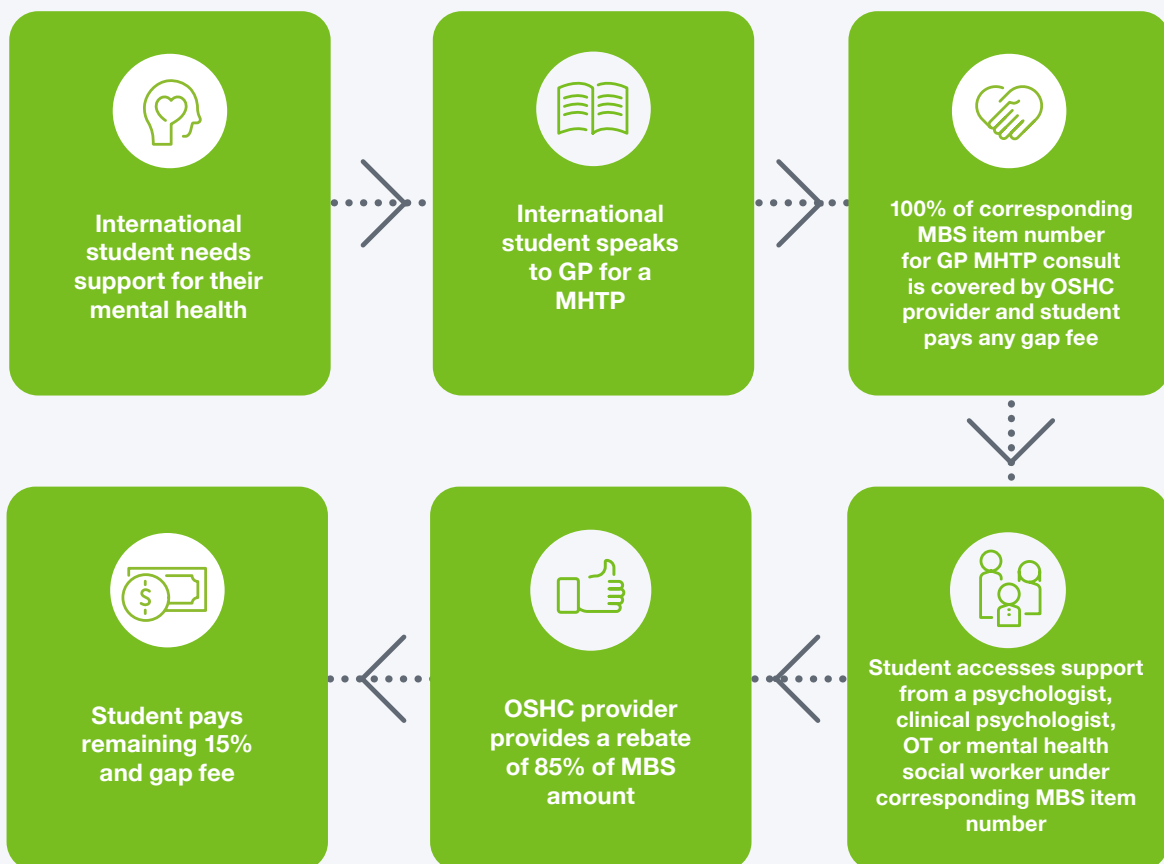 International
student needs
support for their
mental health
International
student speaks
to GP for a
MHTP
100% of corresponding
MBS item number
for GP MHTP consult
is covered by OSHC
provider and student
pays any gap fee
Student accesses support
from a psychologist,
clinical psychologist,
OT or mental health
social worker under
corresponding MBS item
number
OSHC provider
provides a rebate
of 85% of MBS
amount
Student pays
remaining 15%
and gap fee